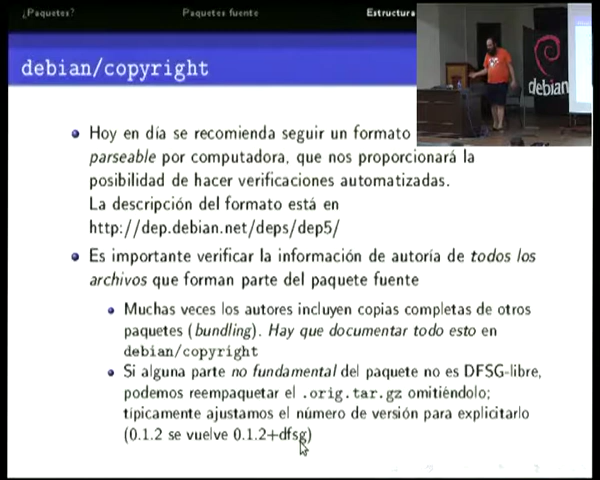 ¿Paquetes?
Paquetes fuente
Estructura
debian/copyright
Hoy en día se recomienda seguir un formato
parseable por computadora, que nos proporcionará la
posibilidad de hacer verificaciones automatizadas.
La descripción del formato está en
http://dep.debian.net/deps/dep5/
Es importante verificar la información de autoría de todos los
archivos que forman parte del paquete fuente
Muchas veces los autores incluyen copias completas de otros
paquetes (bundling). Hay que documentar todo esto en
debian/copyright
Si alguna parte no fundamental del paquete no es DFSG-libre,
podemos reempaquetar el .orig.tar.gz omitiéndolo;
típicamente ajustamos el número de versión para explicitarlo
(0.1.2 se vuelve 0.1.2+dfsg)
debian